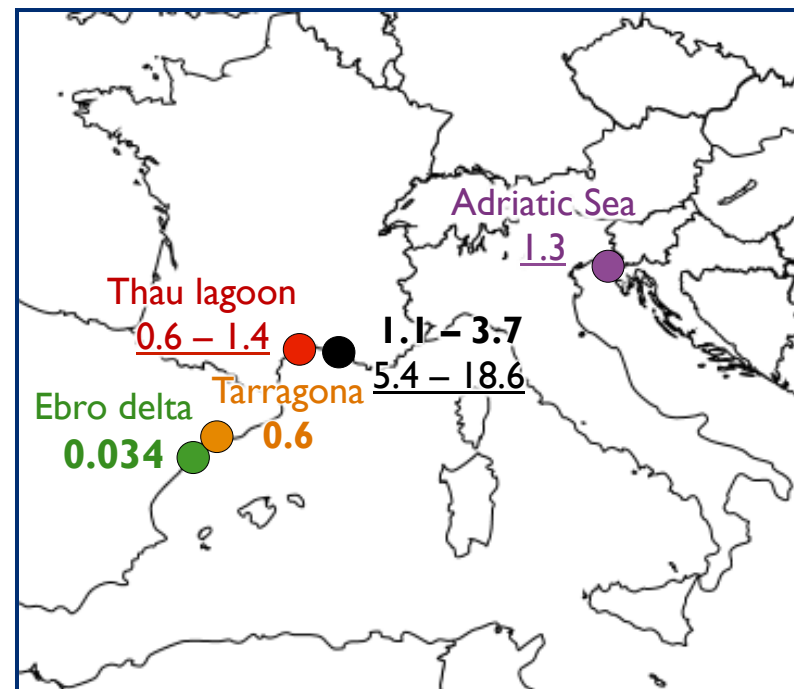 Adriatic Sea
1.3
Thau lagoon
0.6 – 1.4
1.1 – 3.7
5.4 – 18.6
Tarragona
0.6
Ebro delta
0.034